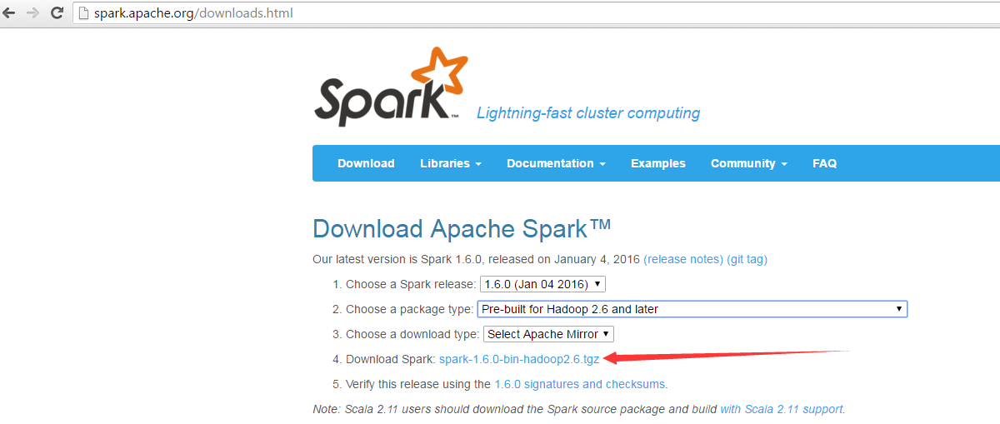 spark.apache.org/downloads.html
Spark™ Lightning-fast cluster computing
Download Libraries Documentation Examples Community FAQ
Download Apache Spark™
Our latest version is Spark 1.6.0, released on January 4, 2016 (release notes) (git tag)
1. Choose a Spark release: 1.6.0 (Jan 04 2016)
2. Choose a package type: Pre-built for Hadoop 2.6 and later
3. Choose a download type: Select Apache Mirror
4. Download Spark: spark-1.6.0-bin-hadoop2.6.tgz
5. Verify this release using the 1.6.0 signatures and checksums.
Note: Scala 2.11 users should download the Spark source package and build with Scala 2.11 support.